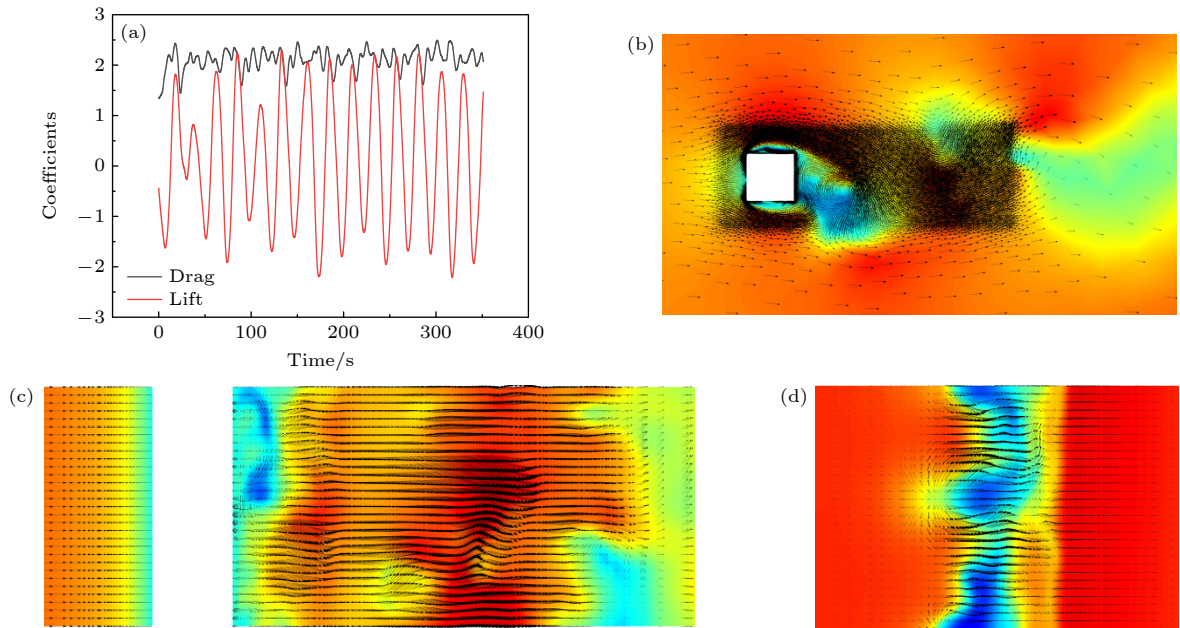 (a)
3
2
1
0
−1
−2
−3
Coefficients
Drag
Lift
0
100
200
300
400
Time/s
(b)
(c)
(d)